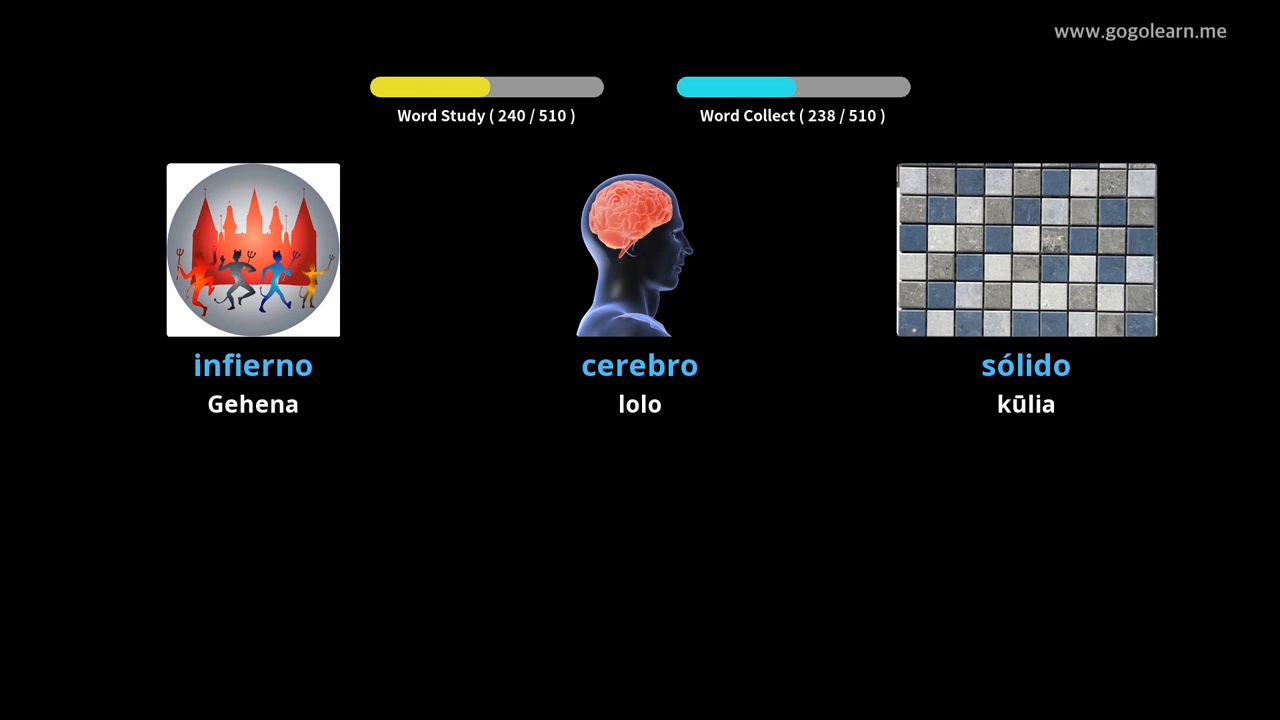 www.gogolearn.me
Word Study ( 240 / 510 )
Word Collect ( 238 / 510 )
infierno
cerebro
sólido
Gehena
lolo
kūlia